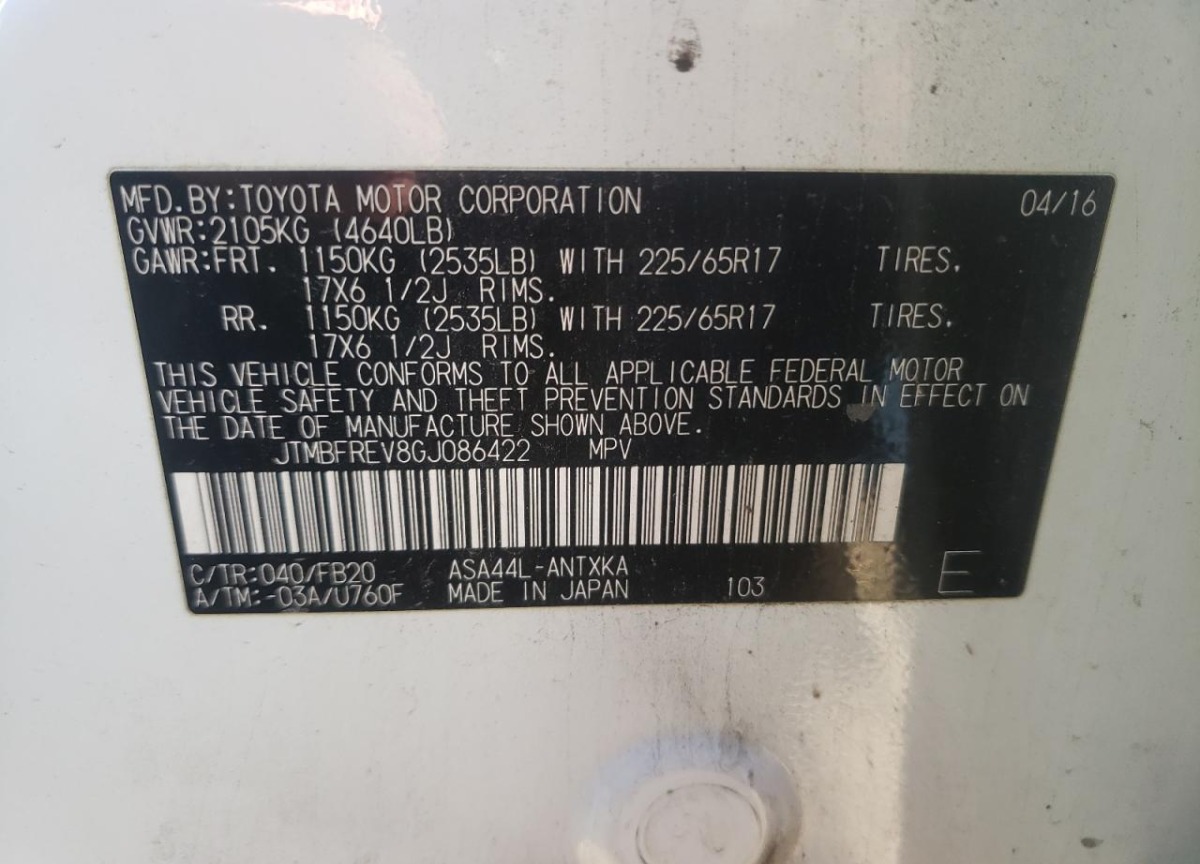 MFD.BY:TOYOTA MOTOR CORPORATION 04/16
GVWR:2105KG (4640LB)
GAWR:FRT. 1150KG (2535LB) WITH 225/65R17 TIRES.
17X6 1/2J RIMS.
RR. 1150KG (2535LB) WITH 225/65R17 TIRES.
17X6 1/2J RIMS.
THIS VEHICLE CONFORMS TO ALL APPLICABLE FEDERAL MOTOR
VEHICLE SAFETY AND THEFT PREVENTION STANDARDS IN EFFECT ON
THE DATE OF MANUFACTURE SHOWN ABOVE.
JTMBFREV8GJ086422 MPV
C/TR:040/FB20 ASA44L-ANTXKA
A/TM:-03A/U760F MADE IN JAPAN 103 E